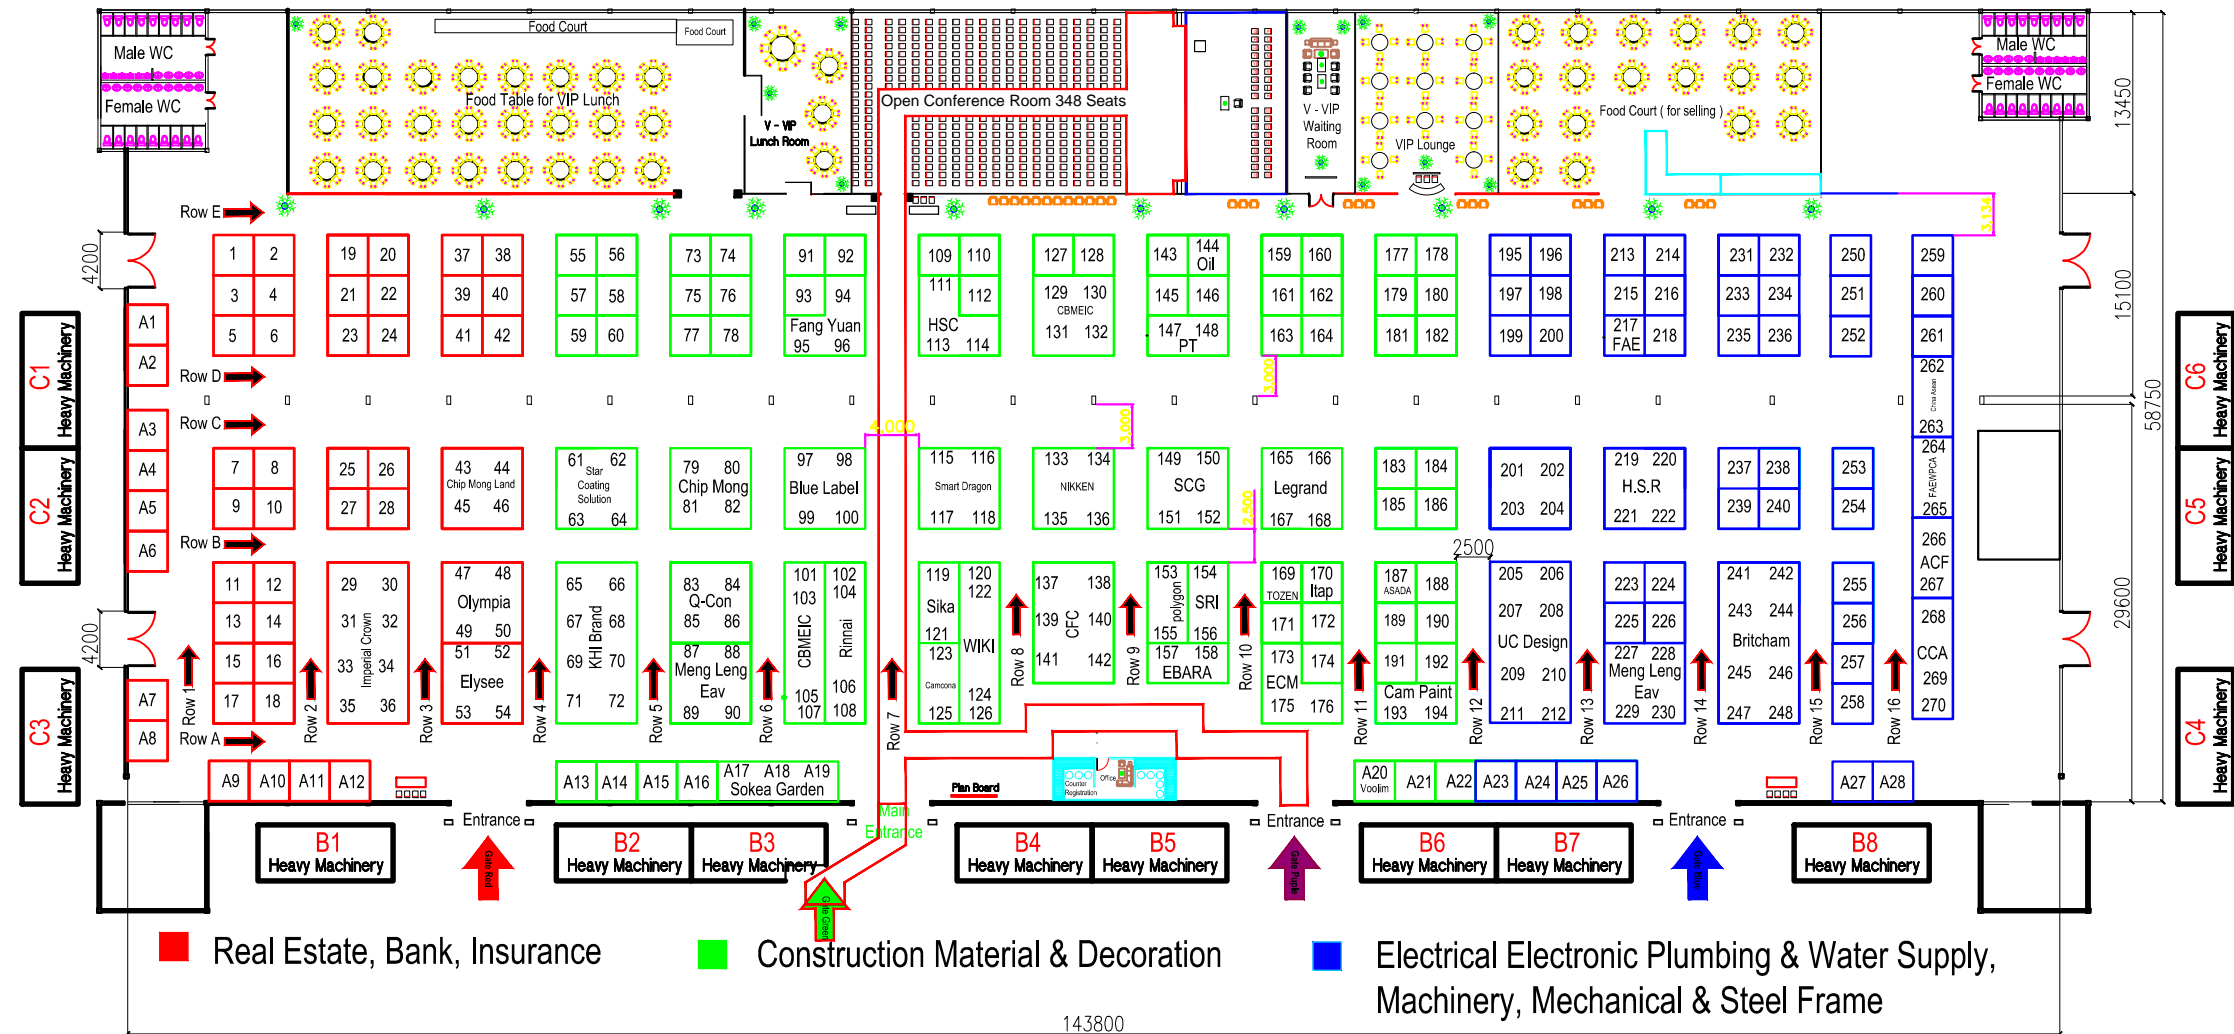 Male WC
Female WC
Food Court
Food Court
Food Table for VIP Lunch
V - VIP
Lunch Room
Open Conference Room 348 Seats
V - VIP
Waiting
Room
VIP Lounge
Food Court ( for selling )
Male WC
Female WC
13450
Row E
3,134
4200
1 2 19 20 37 38 55 56 73 74 91 92 109 110 127 128 143 144 Oil 159 160 177 178 195 196 213 214 231 232 250 259
3 4 21 22 39 40 57 58 75 76 93 94 111 112 129 130 CBMEIC 145 146 161 162 179 180 197 198 215 216 233 234 251 260
5 6 23 24 41 42 59 60 77 78 Fang Yuan 95 96 HSC 113 114 131 132 147 148 PT 163 164 181 182 199 200 217 FAE 218 235 236 252 261
15100
A1
A2
C1
Heavy Machinery
C6
Heavy Machinery
Row D
3,000
262
China Asean
263
58750
A3
Row C
4,000
3,000
7 8 25 26 43 44 61 62 79 80 97 98 115 116 133 134 149 150 165 166 183 184 201 202 219 220 237 238 253 264
A4
Chip Mong Land
Star
Coating
Solution
Chip Mong
Blue Label
Smart Dragon
NIKKEN
SCG
Legrand
H.S.R
FAEWPCA
C2
Heavy Machinery
C5
Heavy Machinery
A5
9 10 27 28 45 46 63 64 81 82 99 100 117 118 135 136 151 152 167 168 185 186 203 204 221 222 239 240 254 265
2,500
A6
Row B
2500
266
ACF
267
11 12 29 30 47 48 65 66 83 84 101 102 119 120 137 138 153 154 169 170 187 188 205 206 223 224 241 242 255
Olympia
Q-Con
103 104
Sika
122
polygon
SRI
TOZEN
Itap
ASADA
29600
13 14 31 32 49 50 67 68 85 86 121 139 140 155 156 171 172 189 190 207 208 225 226 243 244 256 268
Imperial Crown
KHI Brand
CBMEIC
Rinnai
WIKI
CFC
UC Design
Britcham
CCA
4200
15 16 33 34 51 52 69 70 87 88 123 141 142 157 158 173 174 191 192 209 210 227 228 245 246 257 269
Elysee
Meng Leng
Eav
Camcona
EBARA
ECM
Cam Paint
Meng Leng
Eav
17 18 35 36 53 54 71 72 89 90 105 106 107 108 124 125 126 175 176 193 194 211 212 229 230 247 248 258 270
A7
A8
C3
Heavy Machinery
C4
Heavy Machinery
Row 1
Row 2
Row 3
Row 4
Row 5
Row 6
Row 7
Row 8
Row 9
Row 10
Row 11
Row 12
Row 13
Row 14
Row 15
Row 16
Row A
A9 A10 A11 A12
A13 A14 A15 A16 A17 A18 A19
Sokea Garden
Plan Board
Counter
Registration
Office
A20
Voolim
A21 A22 A23 A24 A25 A26
A27 A28
Entrance
Main
Entrance
Entrance
Entrance
B1
Heavy Machinery
B2
Heavy Machinery
B3
Heavy Machinery
B4
Heavy Machinery
B5
Heavy Machinery
B6
Heavy Machinery
B7
Heavy Machinery
B8
Heavy Machinery
Gate Red
Gate Green
Gate Puple
Gate Blue
Real Estate, Bank, Insurance
Construction Material & Decoration
Electrical Electronic Plumbing & Water Supply,
Machinery, Mechanical & Steel Frame
143800